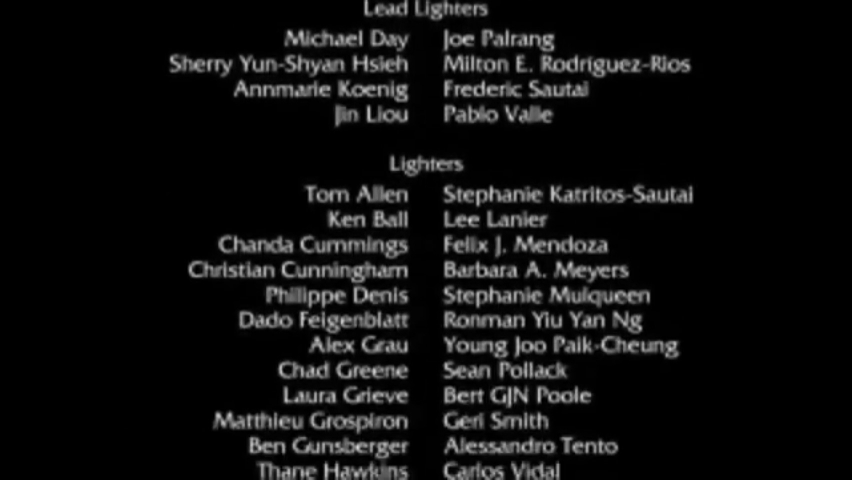 Lead Lighters
Michael Day Joe Palrang
Sherry Yun-Shyan Hsieh Milton E. Rodriguez-Rios
Annmarie Koenig Frederic Sautai
Jin Liou Pablo Valle
Lighters
Tom Allen Stephanie Katritos-Sautai
Ken Ball Lee Lanier
Chanda Cummings Felix J. Mendoza
Christian Cunningham Barbara A. Meyers
Philippe Denis Stephanie Mulqueen
Dado Feigenblatt Ronman Yiu Yan Ng
Alex Grau Young Joo Paik-Cheung
Chad Greene Sean Pollack
Laura Grieve Bert GJN Poole
Matthieu Grospiron Geri Smith
Ben Gunsberger Alessandro Tento
Thane Hawkins Carlos Vidal